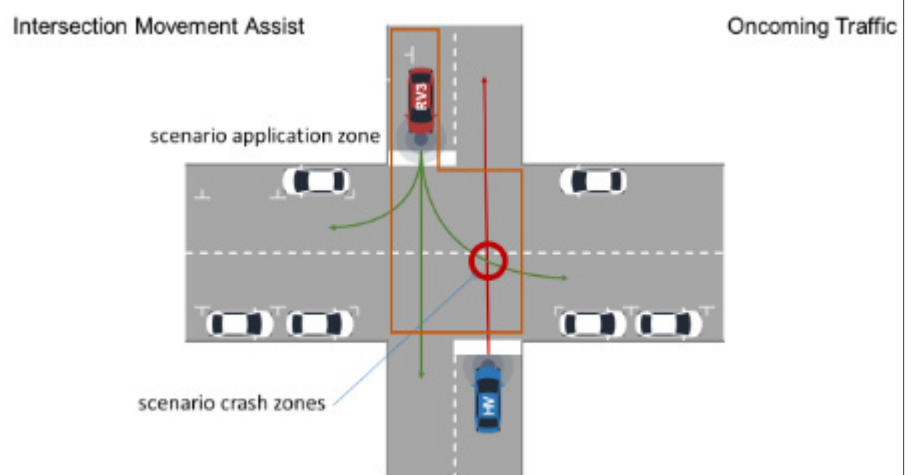 Intersection Movement Assist
Oncoming Traffic
RV3
scenario application zone
scenario crash zones
HV